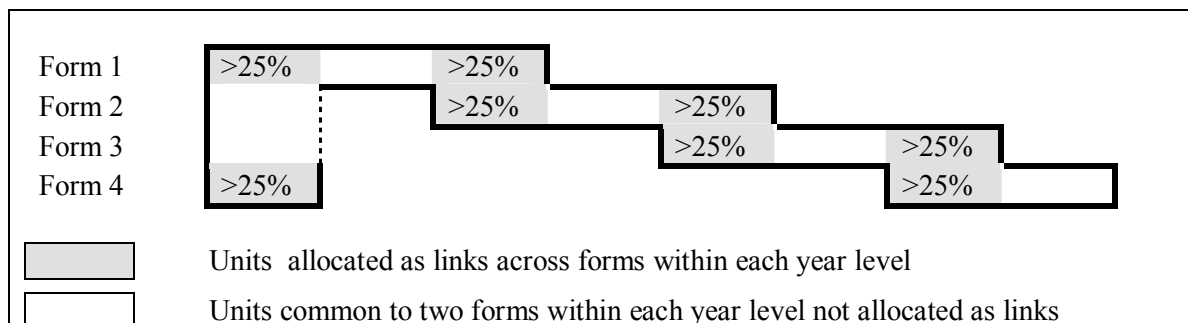 Form 1 >25% >25%
Form 2 >25% >25%
Form 3 >25% >25%
Form 4 >25% >25%
Units allocated as links across forms within each year level
Units common to two forms within each year level not allocated as links